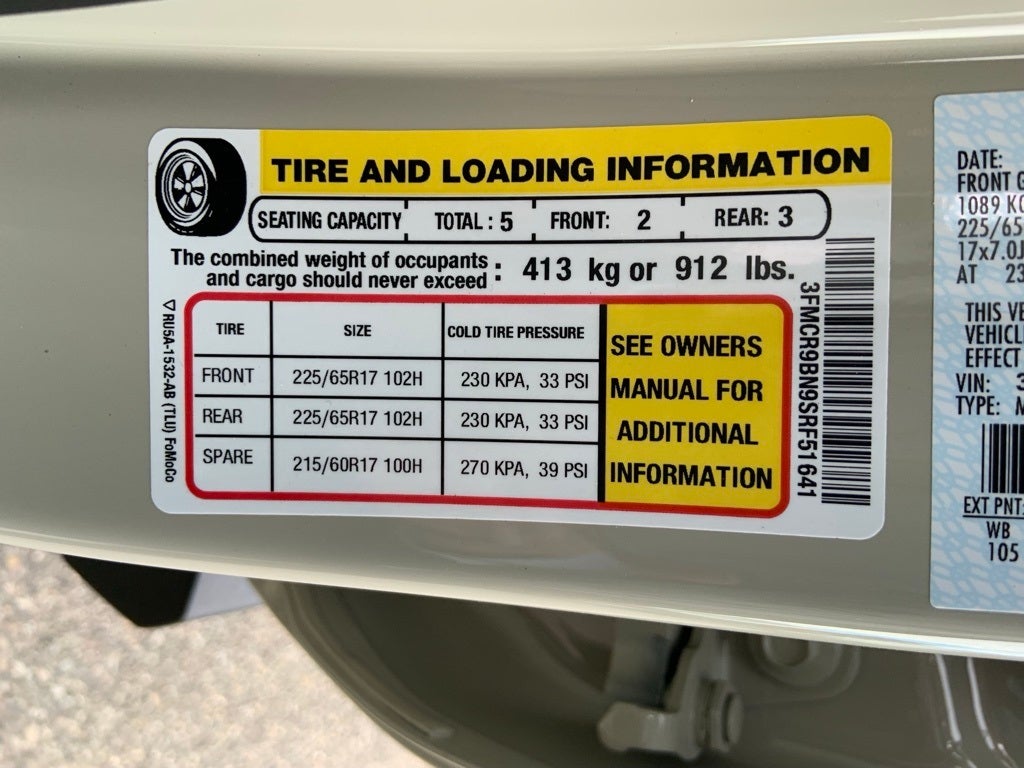 TIRE AND LOADING INFORMATION
SEATING CAPACITY TOTAL : 5 FRONT: 2 REAR: 3
The combined weight of occupants
and cargo should never exceed : 413 kg or 912 lbs.
TIRE SIZE COLD TIRE PRESSURE
FRONT 225/65R17 102H 230 KPA, 33 PSI
REAR 225/65R17 102H 230 KPA, 33 PSI
SPARE 215/60R17 100H 270 KPA, 39 PSI
SEE OWNERS
MANUAL FOR
ADDITIONAL
INFORMATION
RU5A-1532-AB (TLU) FoMoCo
3FMCR9BN9SRF51641
DATE:
FRONT G
1089 KG
225/65
17x7.0J
AT 23
THIS VE
VEHICL
EFFECT
VIN: 3
TYPE: M
EXT PNT:
WB
105